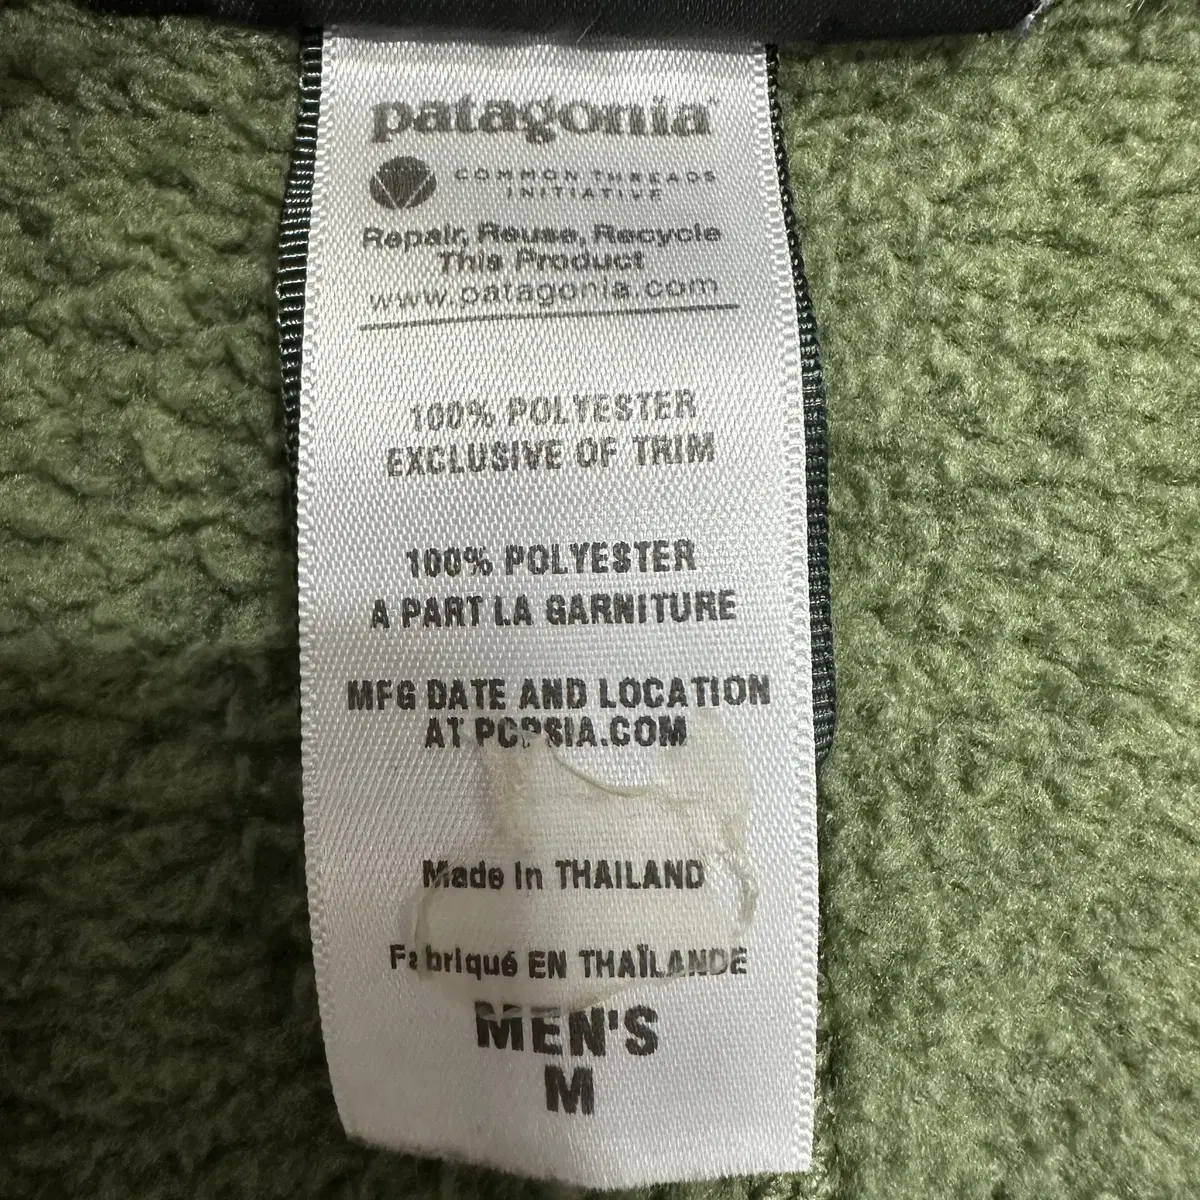 patagonia
COMMON THREADS
INITIATIVE
Repair, Reuse, Recycle
This Product
www.patagonia.com
100% POLYESTER
EXCLUSIVE OF TRIM
100% POLYESTER
A PART LA GARNITURE
MFG DATE AND LOCATION
AT PCPSIA.COM
Made In THAILAND
Fabriqué EN THAÏLANDE
MEN'S
M